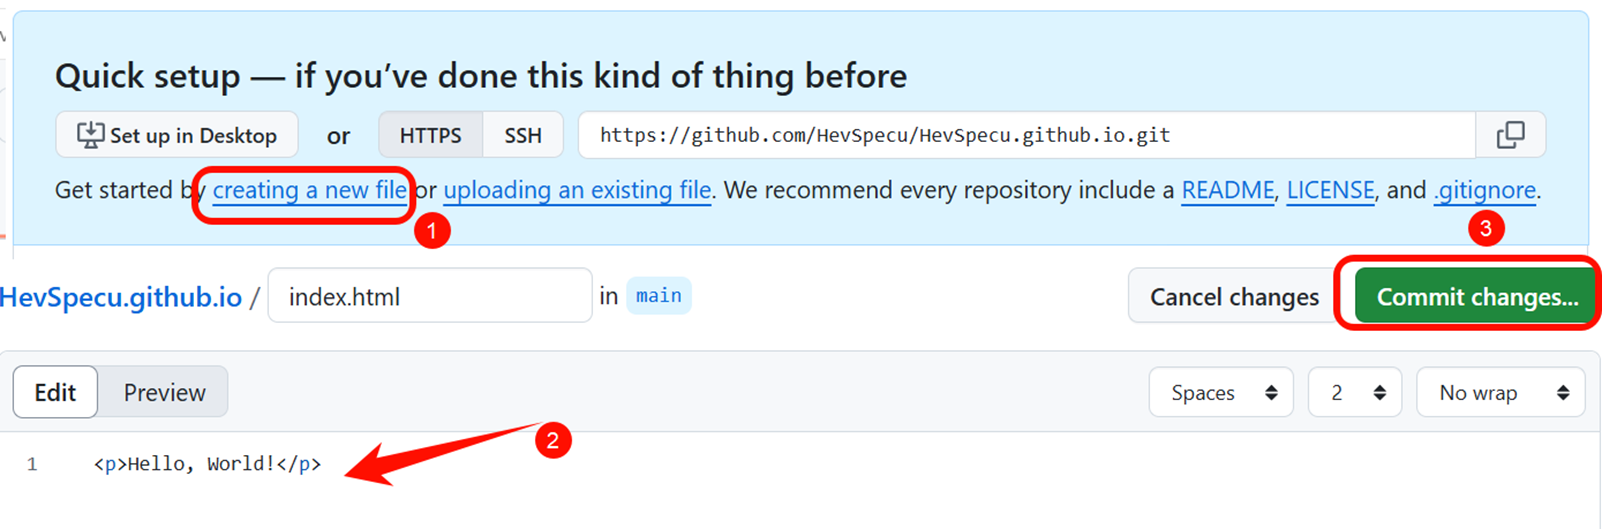 Quick setup — if you’ve done this kind of thing before
Set up in Desktop or HTTPS SSH https://github.com/HevSpecu/HevSpecu.github.io.git
Get started by creating a new file or uploading an existing file. We recommend every repository include a README, LICENSE, and .gitignore.
1
3
HevSpecu.github.io / index.html in main Cancel changes Commit changes...
Edit Preview Spaces 2 No wrap
2
1 <p>Hello, World!</p>